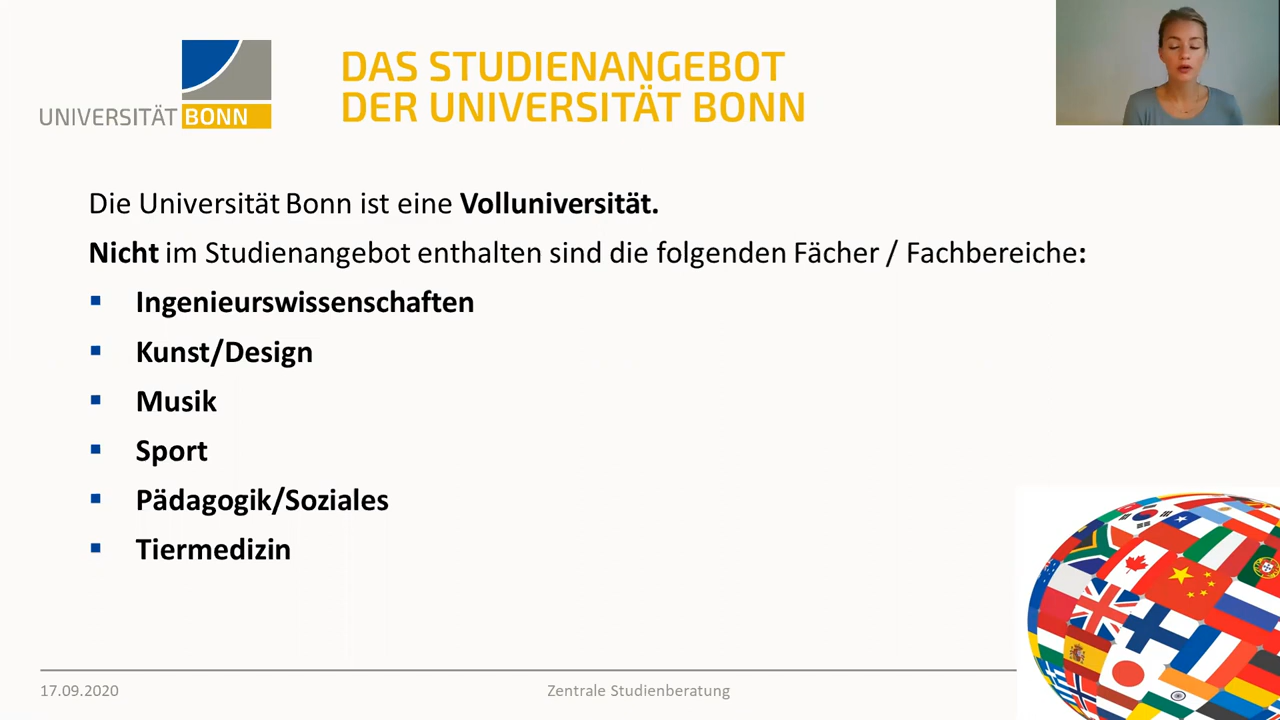 UNIVERSITÄT BONN
DAS STUDIENANGEBOT
DER UNIVERSITÄT BONN
Die Universität Bonn ist eine Volluniversität.
Nicht im Studienangebot enthalten sind die folgenden Fächer / Fachbereiche:
Ingenieurswissenschaften
Kunst/Design
Musik
Sport
Pädagogik/Soziales
Tiermedizin
17.09.2020
Zentrale Studienberatung